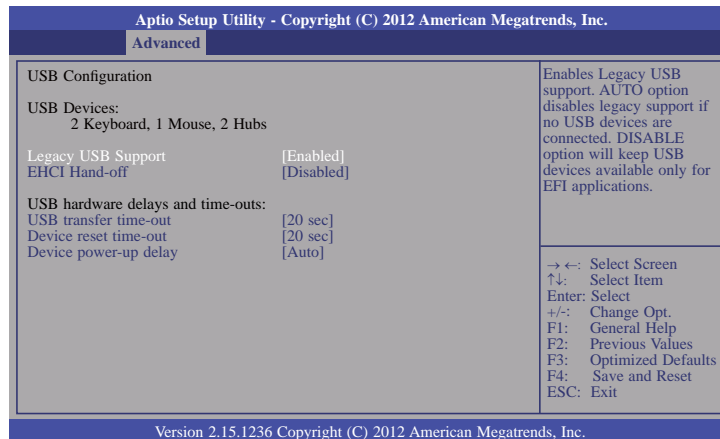 Aptio Setup Utility - Copyright (C) 2012 American Megatrends, Inc.
Advanced
USB Configuration
USB Devices:
2 Keyboard, 1 Mouse, 2 Hubs
Legacy USB Support [Enabled]
EHCI Hand-off [Disabled]
USB hardware delays and time-outs:
USB transfer time-out [20 sec]
Device reset time-out [20 sec]
Device power-up delay [Auto]
Enables Legacy USB
support. AUTO option
disables legacy support if
no USB devices are
connected. DISABLE
option will keep USB
devices available only for
EFI applications.
→ ←: Select Screen
↑↓: Select Item
Enter: Select
+/-: Change Opt.
F1: General Help
F2: Previous Values
F3: Optimized Defaults
F4: Save and Reset
ESC: Exit
Version 2.15.1236 Copyright (C) 2012 American Megatrends, Inc.